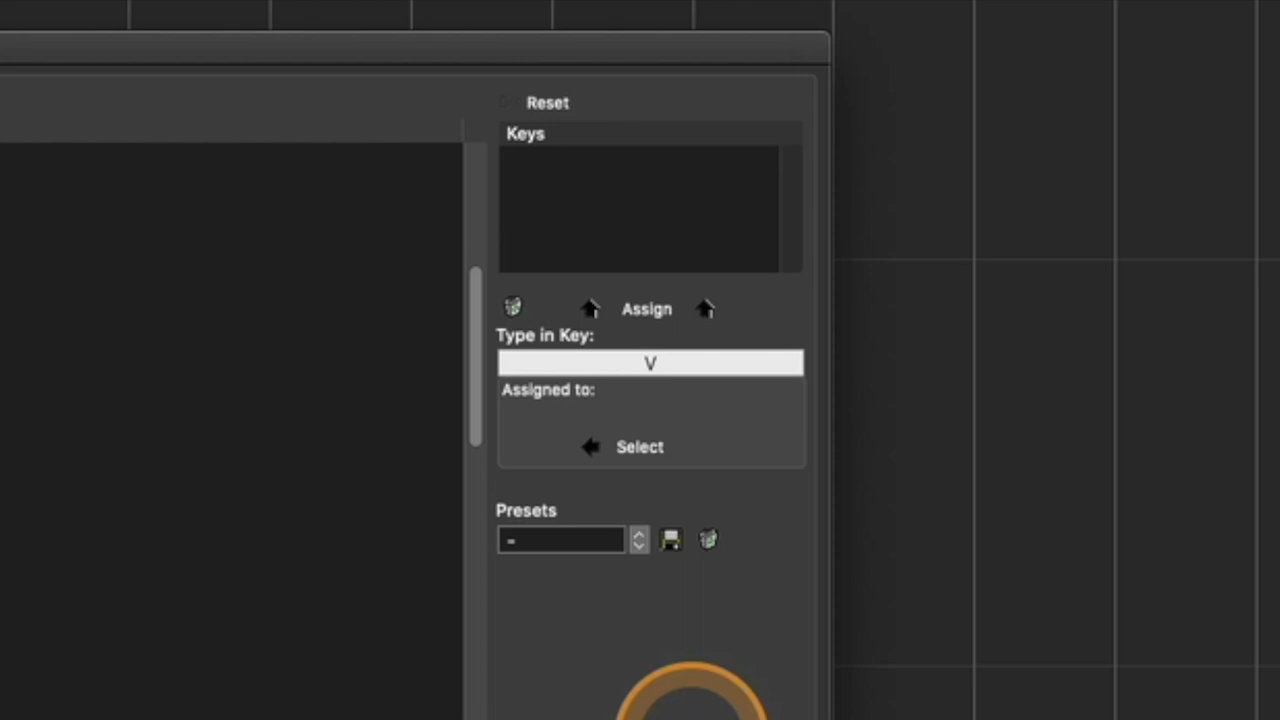 Reset
Keys
Assign
Type in Key:
V
Assigned to:
Select
Presets
-